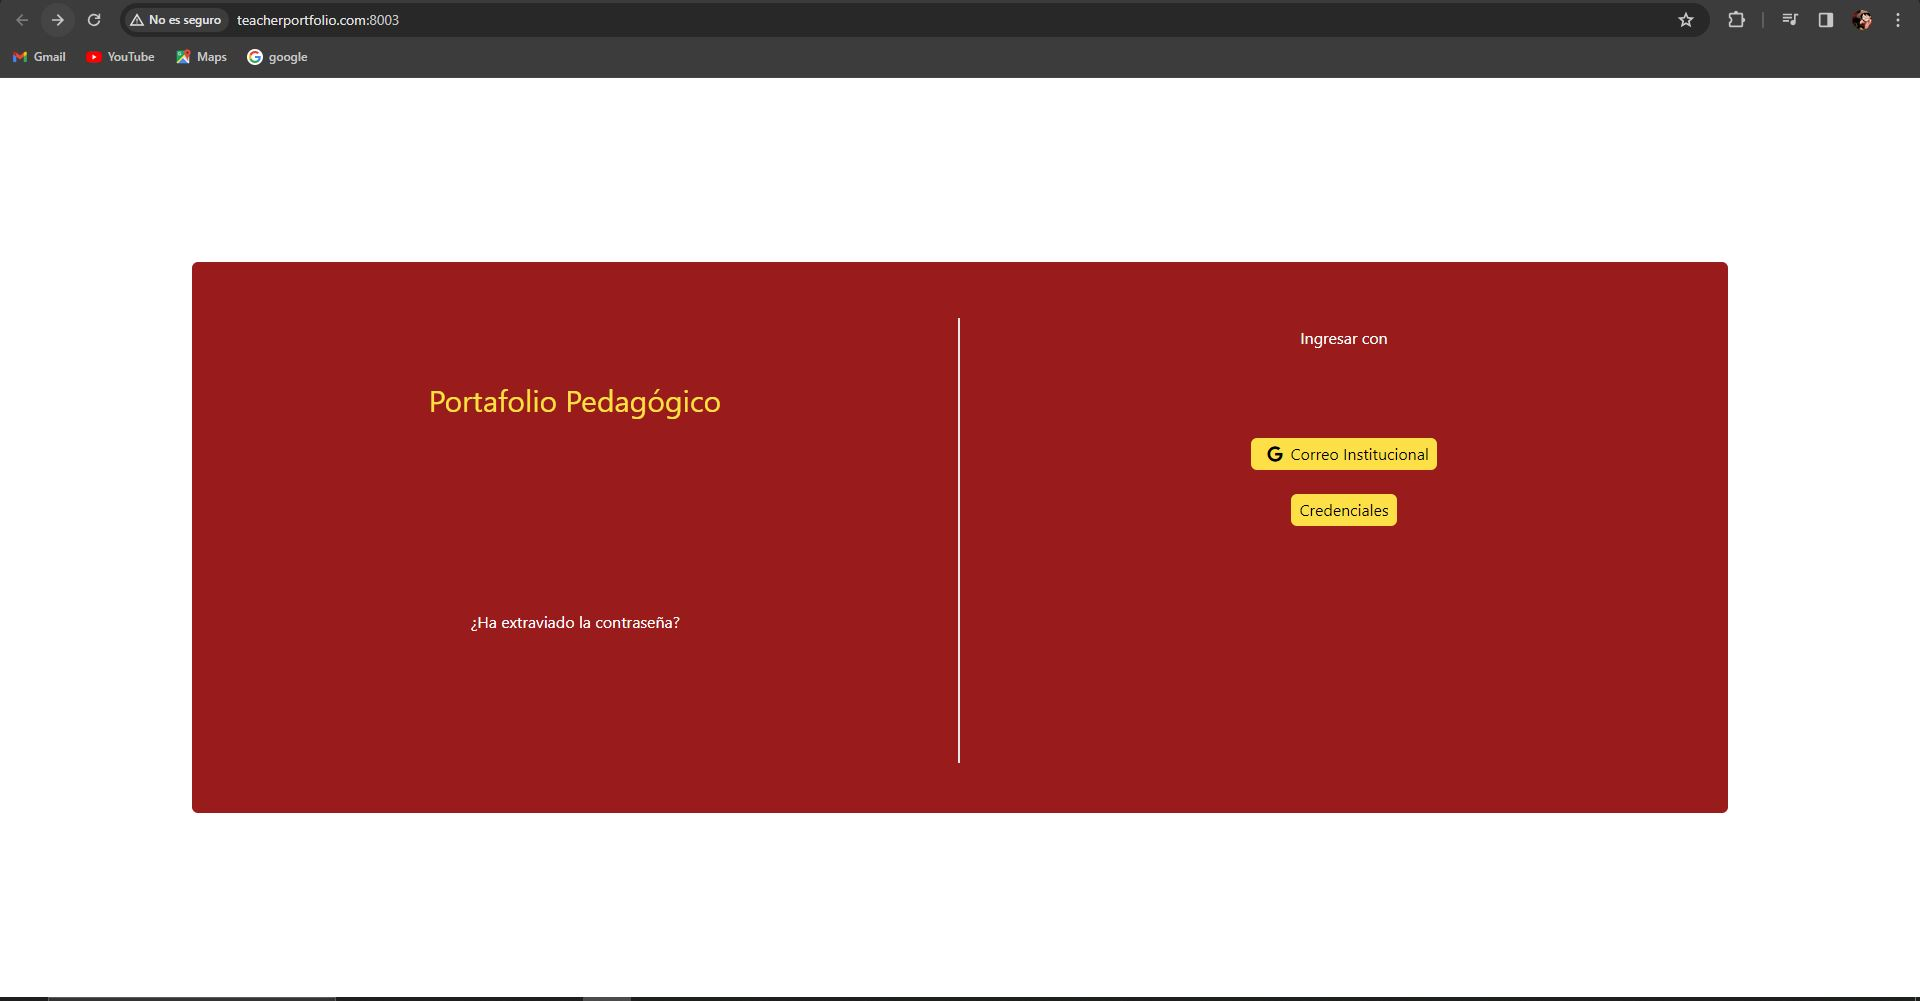 No es seguro teacherportfolio.com:8003
Gmail YouTube Maps google
Portafolio Pedagógico
¿Ha extraviado la contraseña?
Ingresar con
Correo Institucional
Credenciales